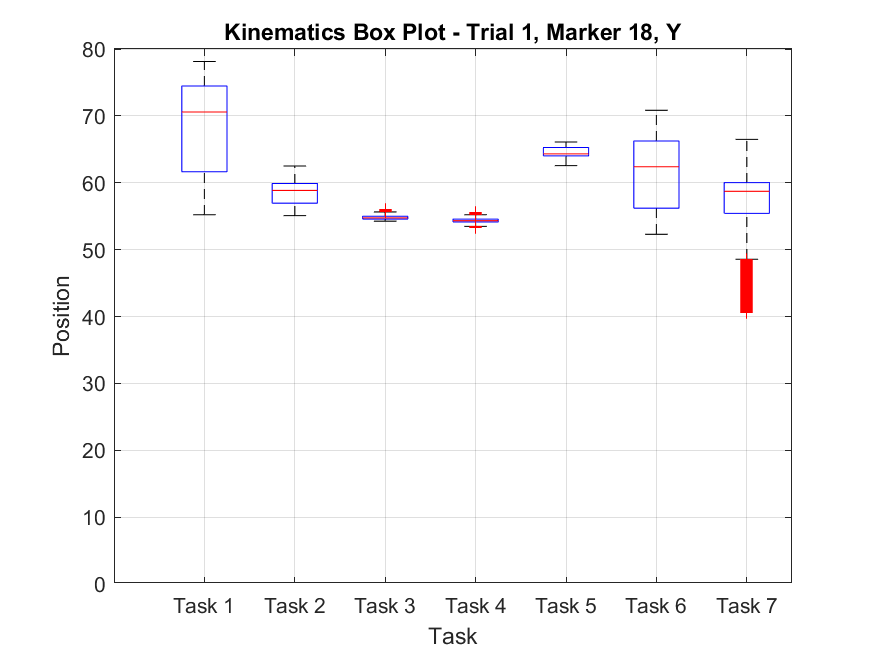 Kinematics Box Plot - Trial 1, Marker 18, Y
80
70
60
50
40
30
20
10
0
Position
Task 1 Task 2 Task 3 Task 4 Task 5 Task 6 Task 7
Task